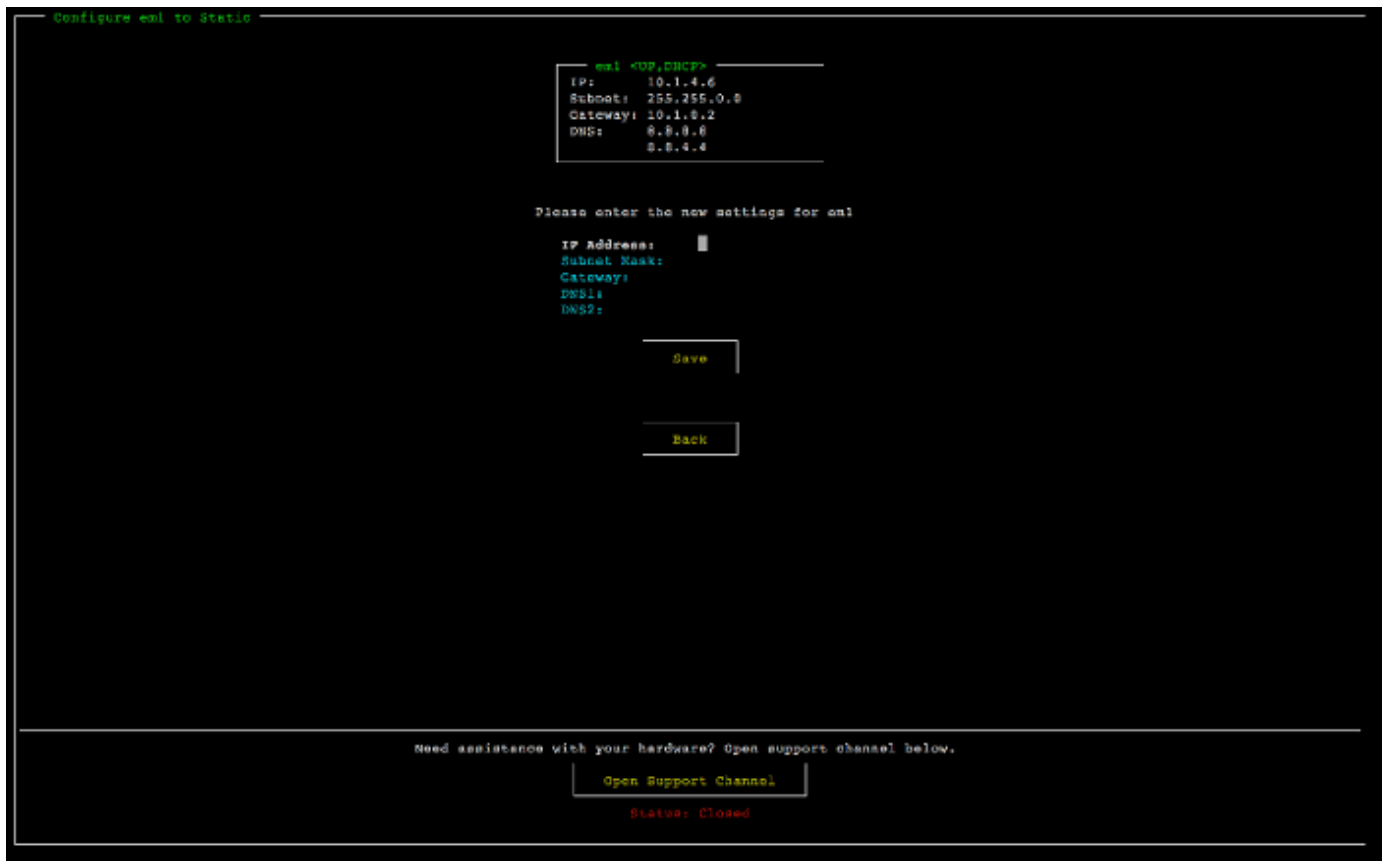 Configure em1 to Static
em1 <UP,DHCP>
IP: 10.1.4.6
Subnet: 255.255.0.0
Gateway: 10.1.0.2
DNS: 8.8.8.8
8.8.4.4
Please enter the new settings for em1
IP Address:
Subnet Mask:
Gateway:
DNS1:
DNS2:
Save
Back
Need assistance with your hardware? Open support channel below.
Open Support Channel
Status: Closed